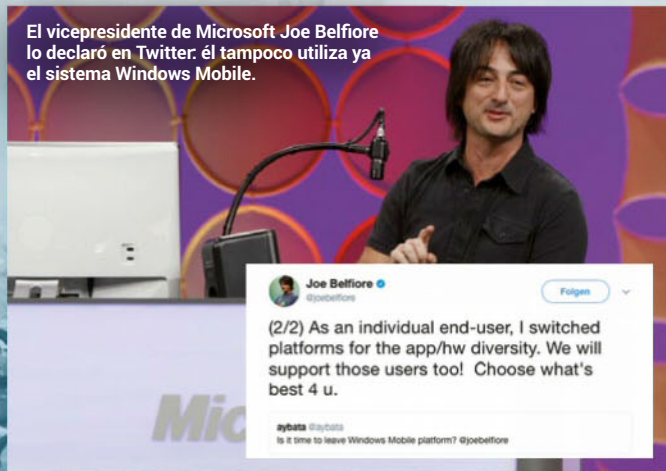 El vicepresidente de Microsoft Joe Belfiore
lo declaró en Twitter: él tampoco utiliza ya
el sistema Windows Mobile.
Joe Belfiore
@joebelfiore
Folgen
(2/2) As an individual end-user, I switched
platforms for the app/hw diversity. We will
support those users too! Choose what's
best 4 u.
aybata @aybata
Is it time to leave Windows Mobile platform? @joebelfiore
Mic